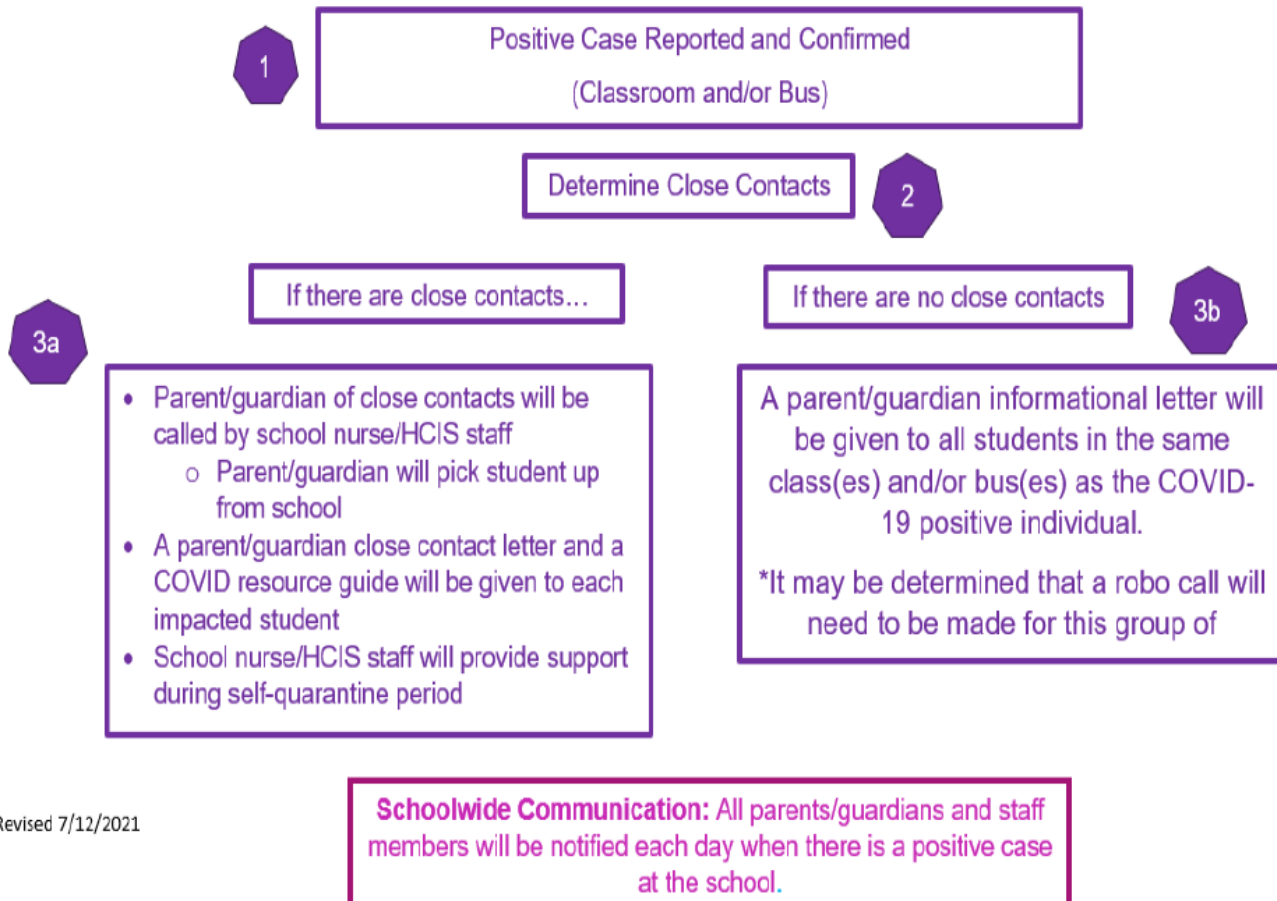 1
Positive Case Reported and Confirmed
(Classroom and/or Bus)
Determine Close Contacts
2
If there are close contacts…
If there are no close contacts
3a
3b
• Parent/guardian of close contacts will be
called by school nurse/HCIS staff
o Parent/guardian will pick student up
from school
• A parent/guardian close contact letter and a
COVID resource guide will be given to each
impacted student
• School nurse/HCIS staff will provide support
during self-quarantine period
A parent/guardian informational letter will
be given to all students in the same
class(es) and/or bus(es) as the COVID-
19 positive individual.
*It may be determined that a robo call will
need to be made for this group of
Revised 7/12/2021
Schoolwide Communication: All parents/guardians and staff
members will be notified each day when there is a positive case
at the school.